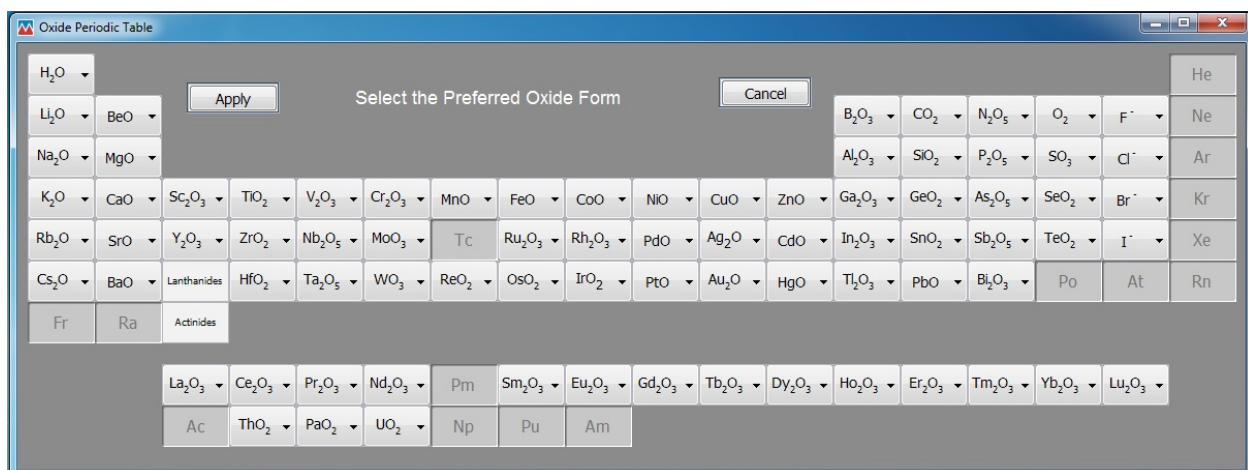 Oxide Periodic Table
H₂O He
Apply Select the Preferred Oxide Form Cancel
Li₂O BeO B₂O₃ CO₂ N₂O₅ O₂ F⁻ Ne
Na₂O MgO Al₂O₃ SiO₂ P₂O₅ SO₃ Cl⁻ Ar
K₂O CaO Sc₂O₃ TiO₂ V₂O₃ Cr₂O₃ MnO FeO CoO NiO CuO ZnO Ga₂O₃ GeO₂ As₂O₅ SeO₂ Br⁻ Kr
Rb₂O SrO Y₂O₃ ZrO₂ Nb₂O₅ MoO₃ Tc Ru₂O₃ Rh₂O₃ PdO Ag₂O CdO In₂O₃ SnO₂ Sb₂O₅ TeO₂ I⁻ Xe
Cs₂O BaO Lanthanides HfO₂ Ta₂O₅ WO₃ ReO₂ OsO₂ IrO₂ PtO Au₂O HgO Tl₂O₃ PbO Bi₂O₃ Po At Rn
Fr Ra Actinides
La₂O₃ Ce₂O₃ Pr₂O₃ Nd₂O₃ Pm Sm₂O₃ Eu₂O₃ Gd₂O₃ Tb₂O₃ Dy₂O₃ Ho₂O₃ Er₂O₃ Tm₂O₃ Yb₂O₃ Lu₂O₃
Ac ThO₂ PaO₂ UO₂ Np Pu Am